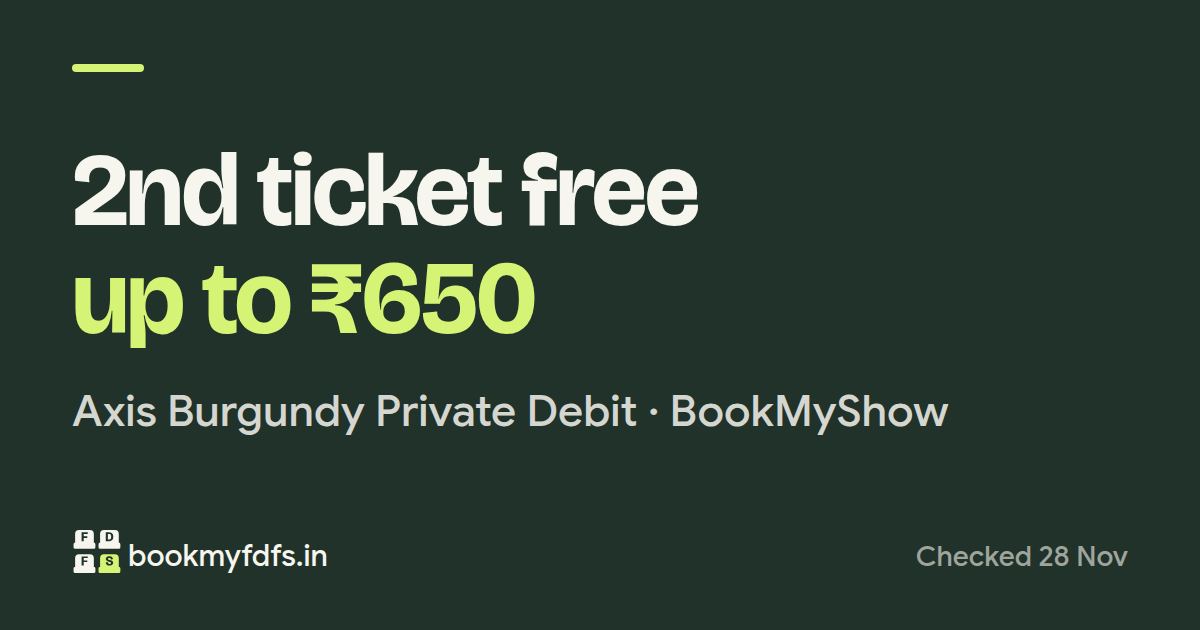 2nd ticket free
up to ₹650
Axis Burgundy Private Debit · BookMyShow
F D
F S
bookmyfdfs.in
Checked 28 Nov